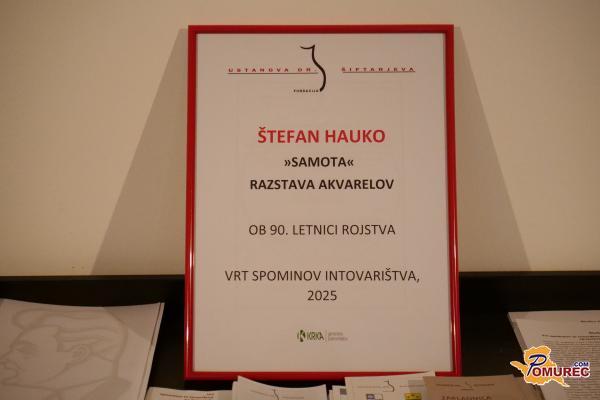 USTANOVA DR. ŠIFTARJEVA
FUNDACIJA
ŠTEFAN HAUKO
»SAMOTA«
RAZSTAVA AKVARELOV
OB 90. LETNICI ROJSTVA
VRT SPOMINOV INTOVARIŠTVA,
2025
KRKA
POMUREC.COM